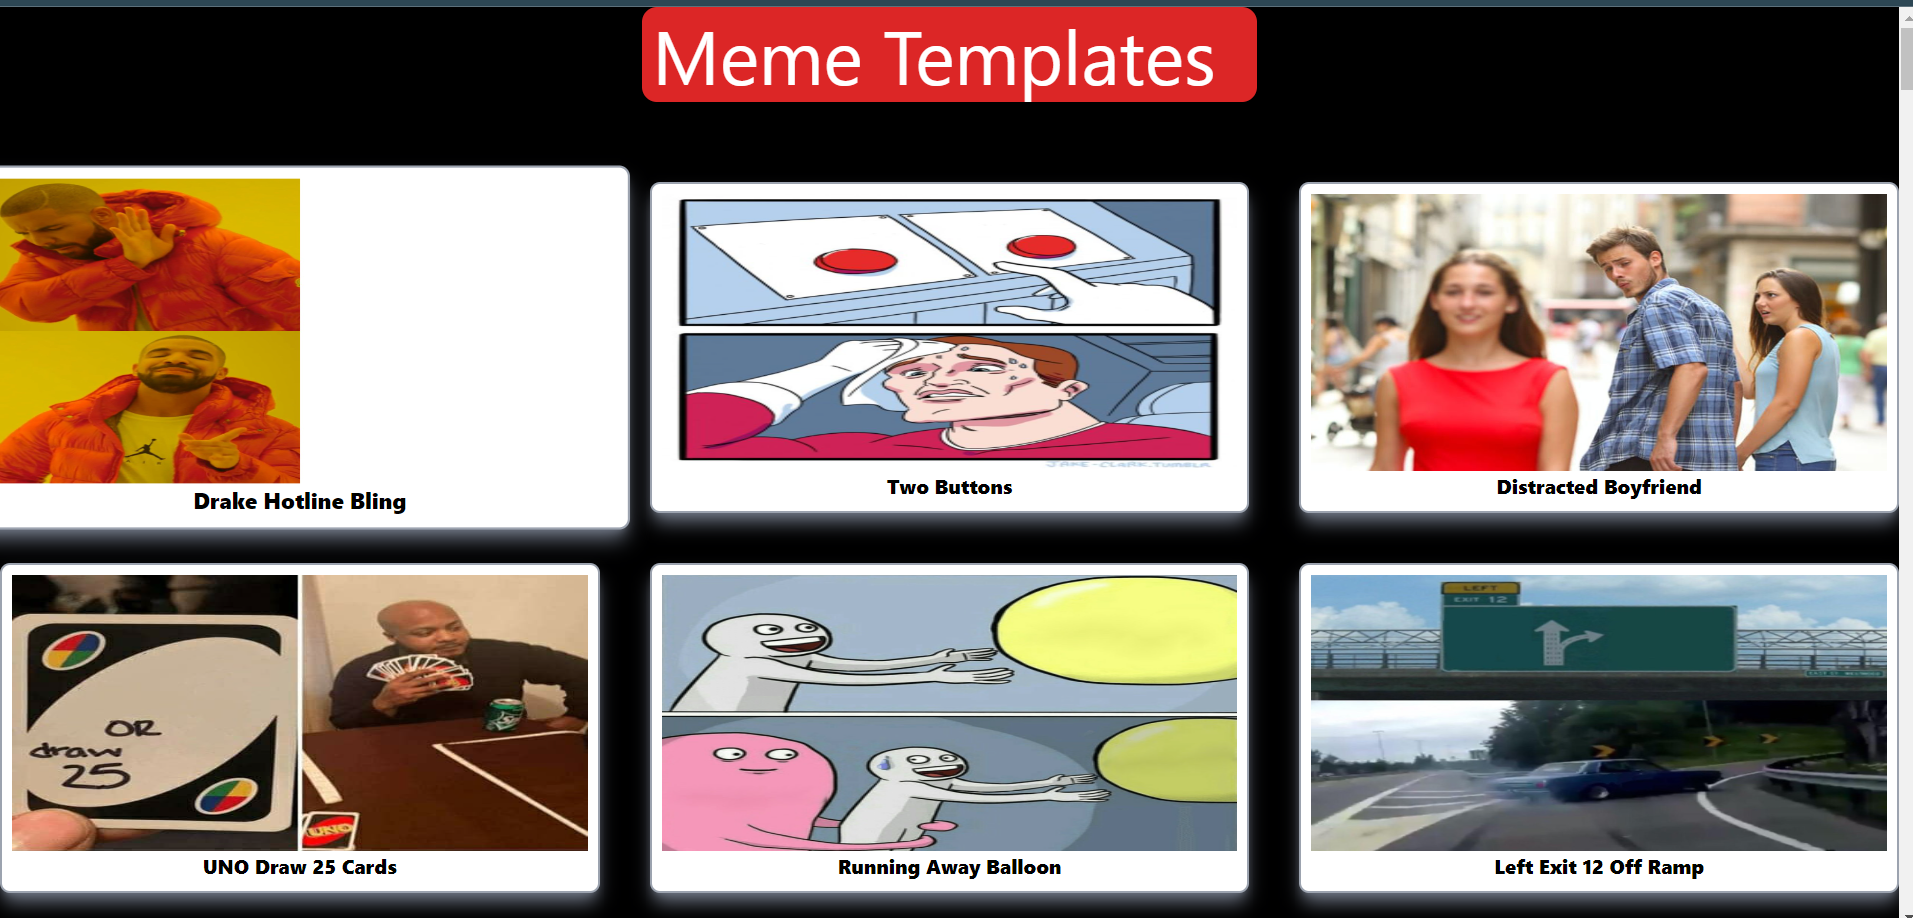 Meme Templates
JAKE-CLARK.TUMBLR
Drake Hotline Bling
Two Buttons
Distracted Boyfriend
OR
draw
25
UNO
LEFT
EXIT 12
UNO Draw 25 Cards
Running Away Balloon
Left Exit 12 Off Ramp